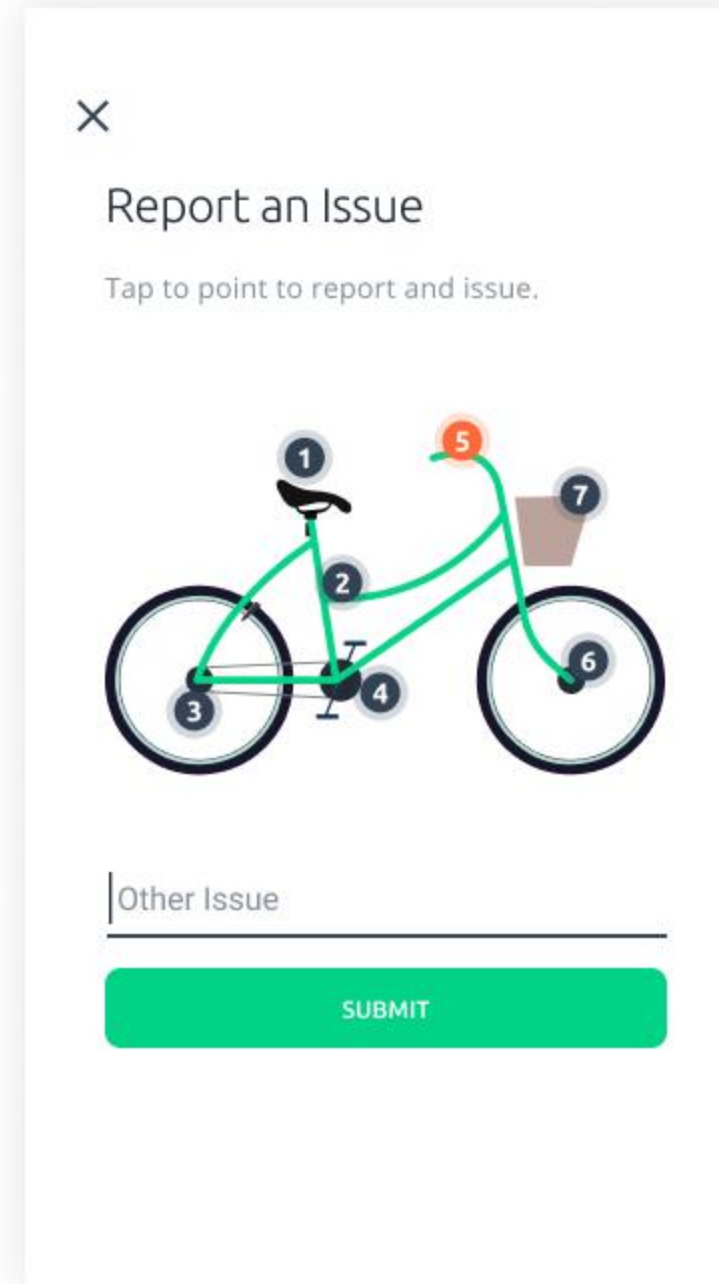 Report an Issue
Tap to point to report and issue.
5
1
7
2
6
4
3
Other Issue
SUBMIT